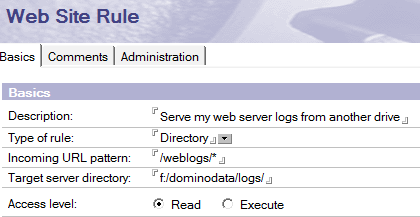 Web Site Rule
Basics Comments Administration
Basics
Description: Serve my web server logs from another drive
Type of rule: Directory
Incoming URL pattern: /weblogs/*
Target server directory: f:/dominodata/logs/
Access level: Read Execute